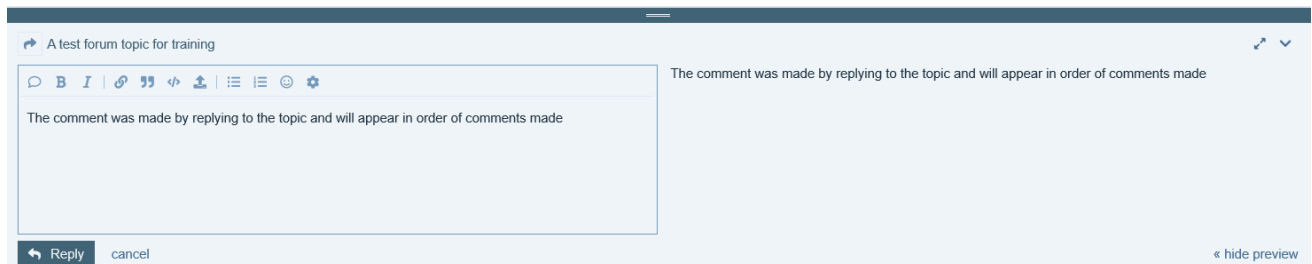 A test forum topic for training
The comment was made by replying to the topic and will appear in order of comments made
The comment was made by replying to the topic and will appear in order of comments made
Reply cancel
« hide preview